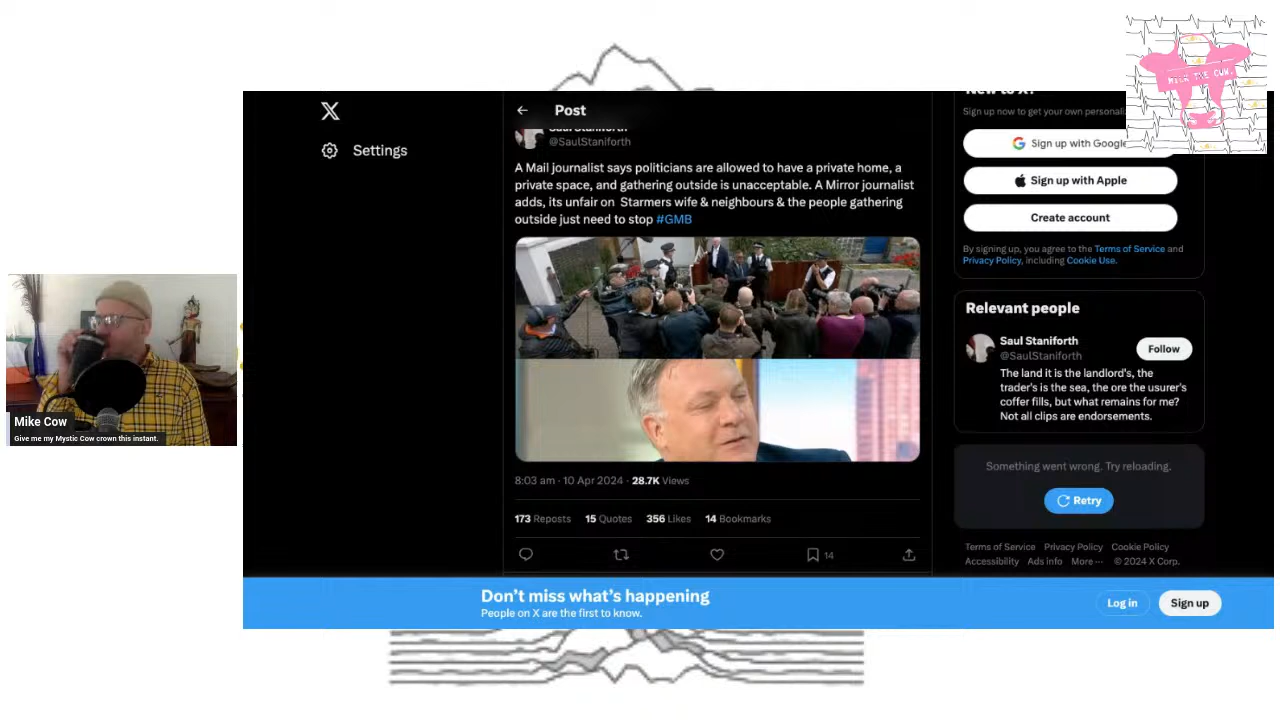 New to X?
MICK THE COW.
Post
Settings
Saul Staniforth
@SaulStaniforth
A Mail journalist says politicians are allowed to have a private home, a
private space, and gathering outside is unacceptable. A Mirror journalist
adds, its unfair on Starmers wife & neighbours & the people gathering
outside just need to stop #GMB
8:03 am · 10 Apr 2024 · 28.7K Views
173 Reposts 15 Quotes 356 Likes 14 Bookmarks
14
Sign up now to get your own
Sign up with Google
Sign up with Apple
Create account
By signing up, you agree to the Terms of Service and
Privacy Policy, including Cookie Use.
Relevant people
Saul Staniforth
@SaulStaniforth
Follow
The land it is the landlord's, the
trader's is the sea, the ore the usurer's
coffer fills, but what remains for me?
Not all clips are endorsements.
Something went wrong. Try reloading.
Retry
Terms of Service Privacy Policy Cookie Policy
Accessibility Ads info More ··· © 2024 X Corp.
Don't miss what's happening
People on X are the first to know.
Log in
Sign up
Mike Cow
Give me my Mystic Cow crown this instant.